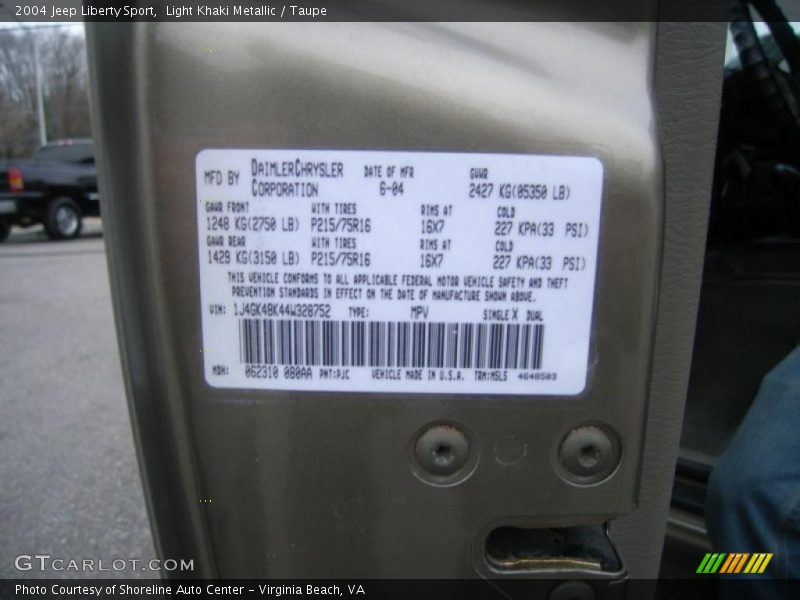 2004 Jeep Liberty Sport,  Light Khaki Metallic / Taupe
MFD BY DAIMLERCHRYSLER CORPORATION
DATE OF MFR 6-04
GVWR 2427 KG(05350 LB)
GAWR FRONT WITH TIRES RIMS AT COLD
1248 KG(2750 LB) P215/75R16 16X7 227 KPA(33 PSI)
GAWR REAR WITH TIRES RIMS AT COLD
1429 KG(3150 LB) P215/75R16 16X7 227 KPA(33 PSI)
THIS VEHICLE CONFORMS TO ALL APPLICABLE FEDERAL MOTOR VEHICLE SAFETY AND THEFT
PREVENTION STANDARDS IN EFFECT ON THE DATE OF MANUFACTURE SHOWN ABOVE.
VIN: 1J4GK48K44W328752 TYPE: MPV SINGLE X DUAL
MDH: 062310 080AA PNT:PJC VEHICLE MADE IN U.S.A. TRM:MSLS 4648503
GTCARLOT.COM
Photo Courtesy of Shoreline Auto Center - Virginia Beach, VA